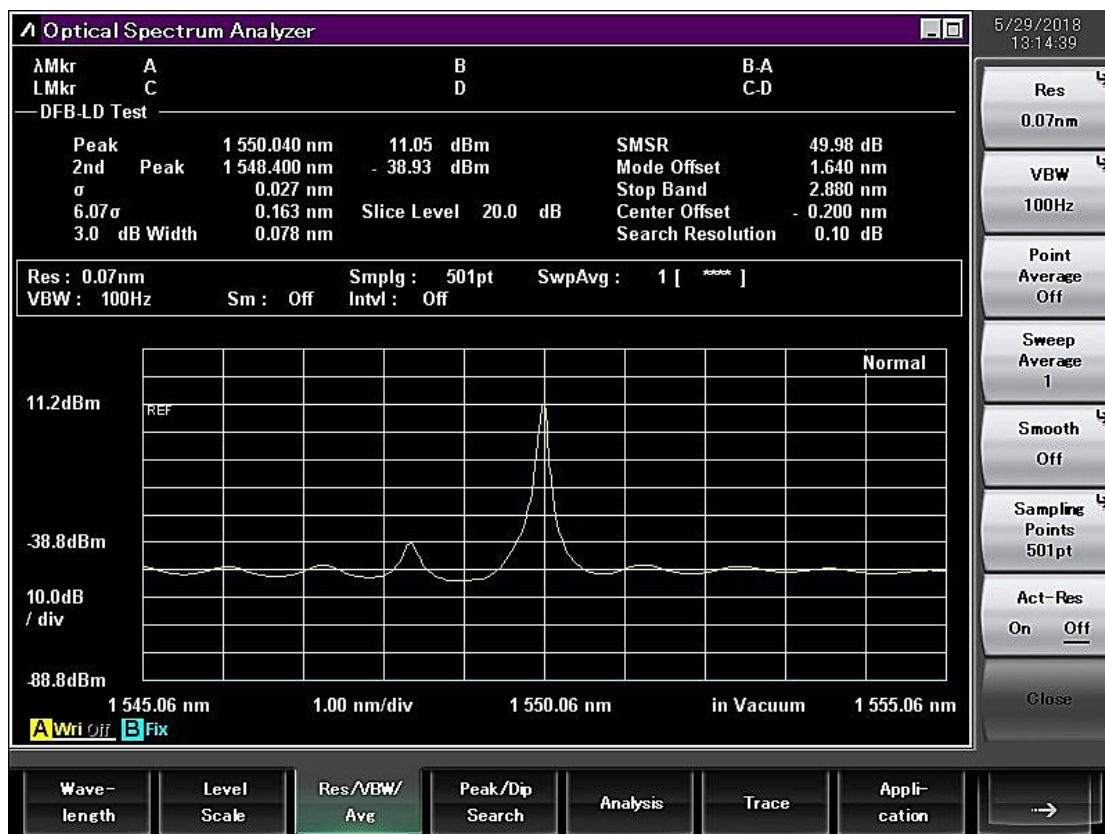 Optical Spectrum Analyzer
5/29/2018
13:14:39
λMkr A B B-A
LMkr C D C-D
DFB-LD Test
Peak 1 550.040 nm 11.05 dBm SMSR 49.98 dB
2nd Peak 1 548.400 nm - 38.93 dBm Mode Offset 1.640 nm
σ 0.027 nm Stop Band 2.880 nm
6.07σ 0.163 nm Slice Level 20.0 dB Center Offset - 0.200 nm
3.0 dB Width 0.078 nm Search Resolution 0.10 dB
Res : 0.07nm Smplg : 501pt SwpAvg : 1 [ **** ]
VBW : 100Hz Sm : Off Intvl : Off
Normal
11.2dBm
REF
-38.8dBm
10.0dB
/ div
-88.8dBm
1 545.06 nm 1.00 nm/div 1 550.06 nm in Vacuum 1 555.06 nm
A Wri Off B Fix
Res
0.07nm
VBW
100Hz
Point
Average
Off
Sweep
Average
1
Smooth
Off
Sampling
Points
501pt
Act-Res
On Off
Close
Wave-
length
Level
Scale
Res/VBW/
Avg
Peak/Dip
Search
Analysis
Trace
Appli-
cation